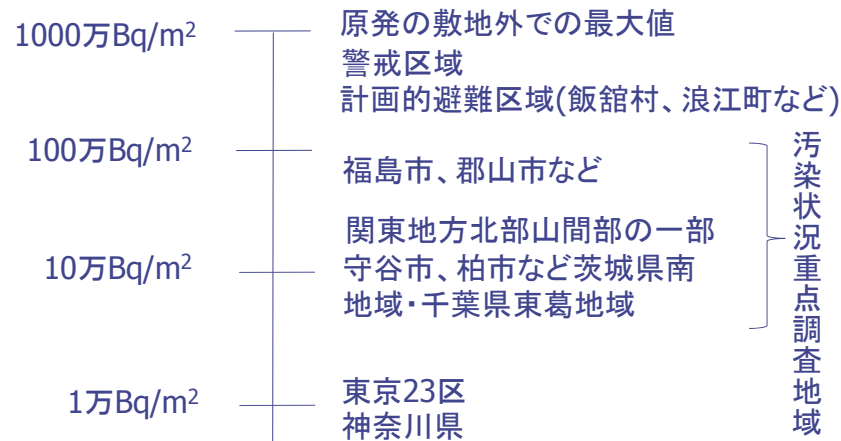 1000万Bq/m2
原発の敷地外での最大値
警戒区域
計画的避難区域(飯舘村、浪江町など)
100万Bq/m2
福島市、郡山市など
関東地方北部山間部の一部
10万Bq/m2
守谷市、柏市など茨城県南
地域・千葉県東葛地域
汚染状況重点調査地域
1万Bq/m2
東京23区
神奈川県